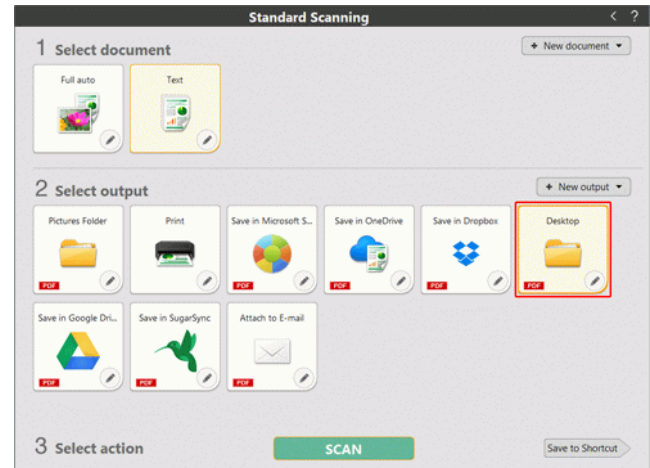 Standard Scanning < ?
1 Select document + New document
Full auto Text
2 Select output + New output
Pictures Folder Print Save in Microsoft S... Save in OneDrive Save in Dropbox Desktop
PDF PDF PDF PDF PDF
Save in Google Dri... Save in SugarSync Attach to E-mail
PDF PDF PDF
3 Select action SCAN Save to Shortcut